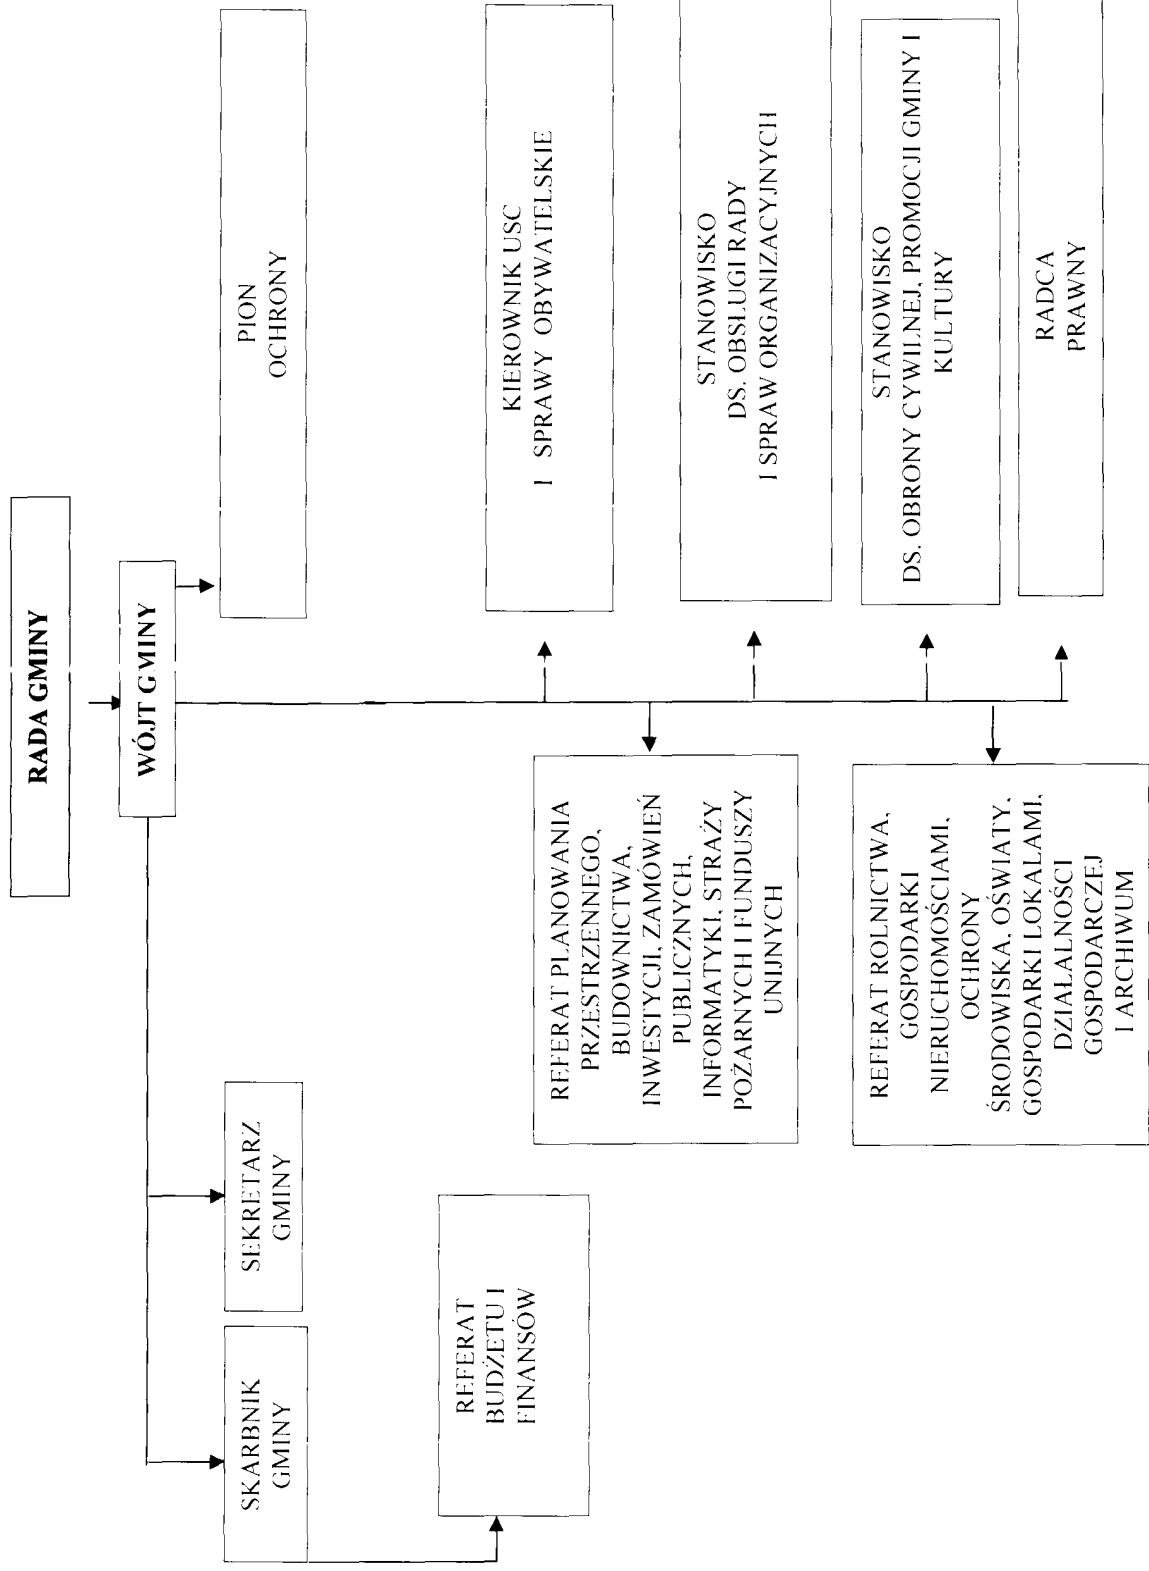 RADA GMINY
WÓJT GMINY
SKARBNIK
GMINY
SEKRETARZ
GMINY
PION
OCHRONY
REFERAT
BUDŻETU I
FINANSÓW
KIEROWNIK USC
I SPRAWY OBYWATELSKIE
REFERAT PLANOWANIA
PRZESTRZENNEGO,
BUDOWNICTWA,
INWESTYCJI, ZAMÓWIEŃ
PUBLICZNYCH,
INFORMATYKI, STRAŻY
POŻARNYCH I FUNDUSZY
UNIJNYCH
STANOWISKO
DS. OBSŁUGI RADY
I SPRAW ORGANIZACYJNYCH
REFERAT ROLNICTWA,
GOSPODARKI
NIERUCHOMOŚCIAMI,
OCHRONY
ŚRODOWISKA, OŚWIATY,
GOSPODARKI LOKALAMI,
DZIAŁALNOŚCI
GOSPODARCZEJ
I ARCHIWUM
STANOWISKO
DS. OBRONY CYWILNEJ, PROMOCJI GMINY I
KULTURY
RADCA
PRAWNY